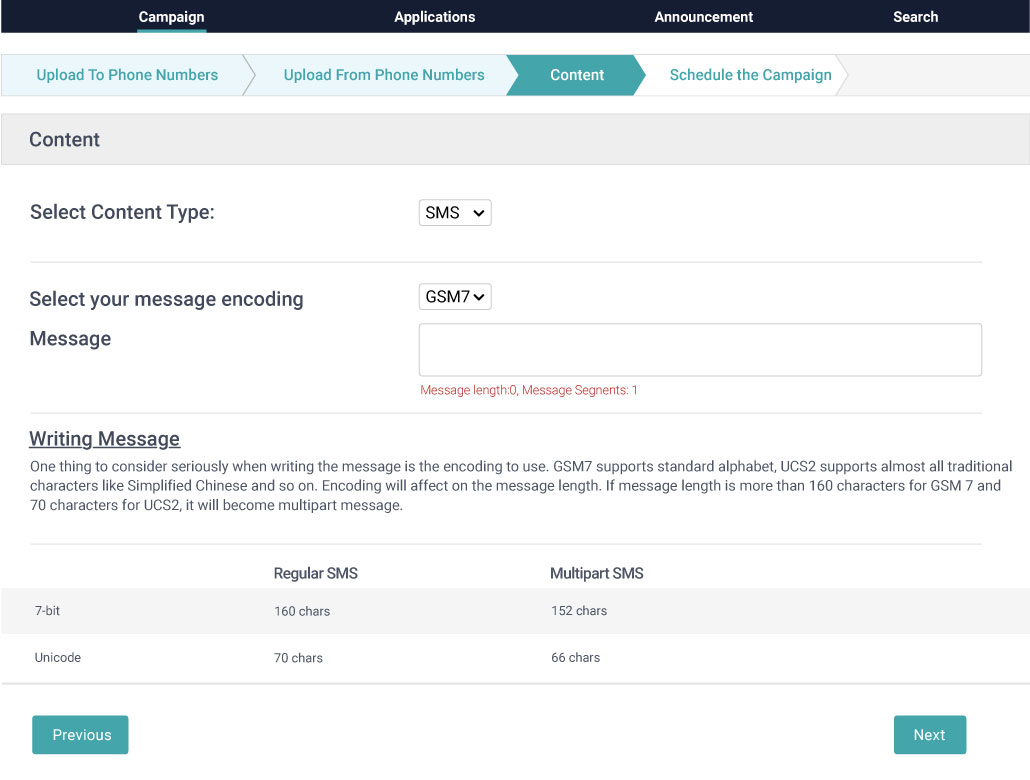 Campaign Applications Announcement Search
Upload To Phone Numbers Upload From Phone Numbers Content Schedule the Campaign
Content
Select Content Type: SMS
Select your message encoding GSM7
Message
Message length:0, Message Segnents: 1
Writing Message
One thing to consider seriously when writing the message is the encoding to use. GSM7 supports standard alphabet, UCS2 supports almost all traditional
characters like Simplified Chinese and so on. Encoding will affect on the message length. If message length is more than 160 characters for GSM 7 and
70 characters for UCS2, it will become multipart message.
Regular SMS Multipart SMS
7-bit 160 chars 152 chars
Unicode 70 chars 66 chars
Previous Next